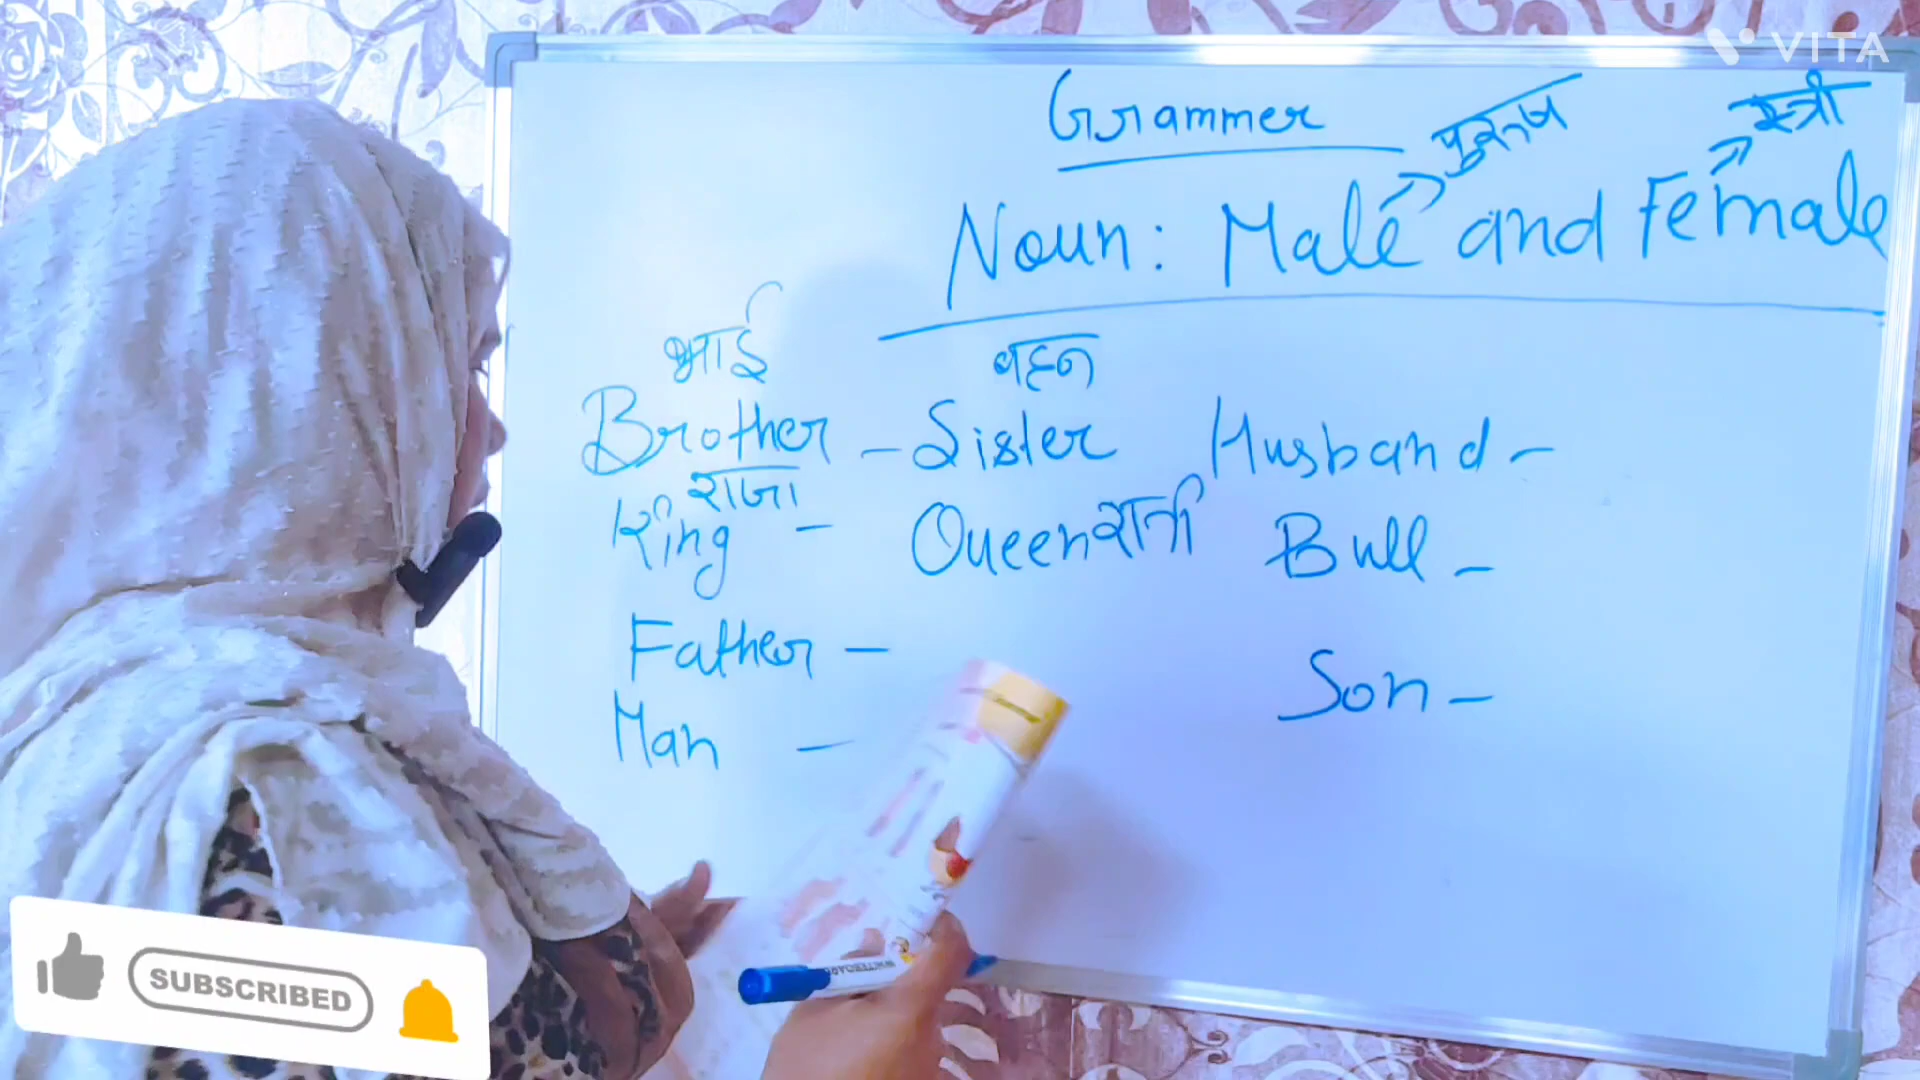 VITA
Grammer
पुरुष
स्त्री
Noun: Male and Female
भाई
बहन
Brother - Sister
Husband -
राजा
King - Queen रानी
Bull -
Father -
Son -
Man -
SUBSCRIBED